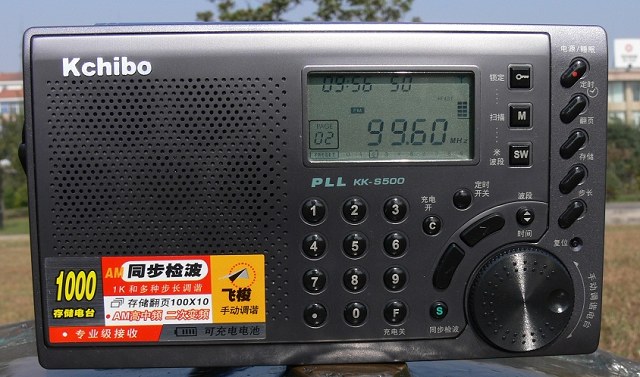 Kchibo
09:56 50
PAGE
02
PRESET
FM
99.60 MHz
PLL KK-S500
电源/睡眠
锁定
定时
扫描
M
翻页
米波段
SW
存储
步长
充电开
定时开关
波段
C
时间
复位
1 2 3
4 5 6
7 8 9
0 F
充电关
S
同步检波
手动调谐电台
1000
存储电台
AM 同步检波
1K和多种步长调谐
存储翻页100X10
•AM高中频 二次变频
飞梭
手动调谐
•专业级接收
可充电电池